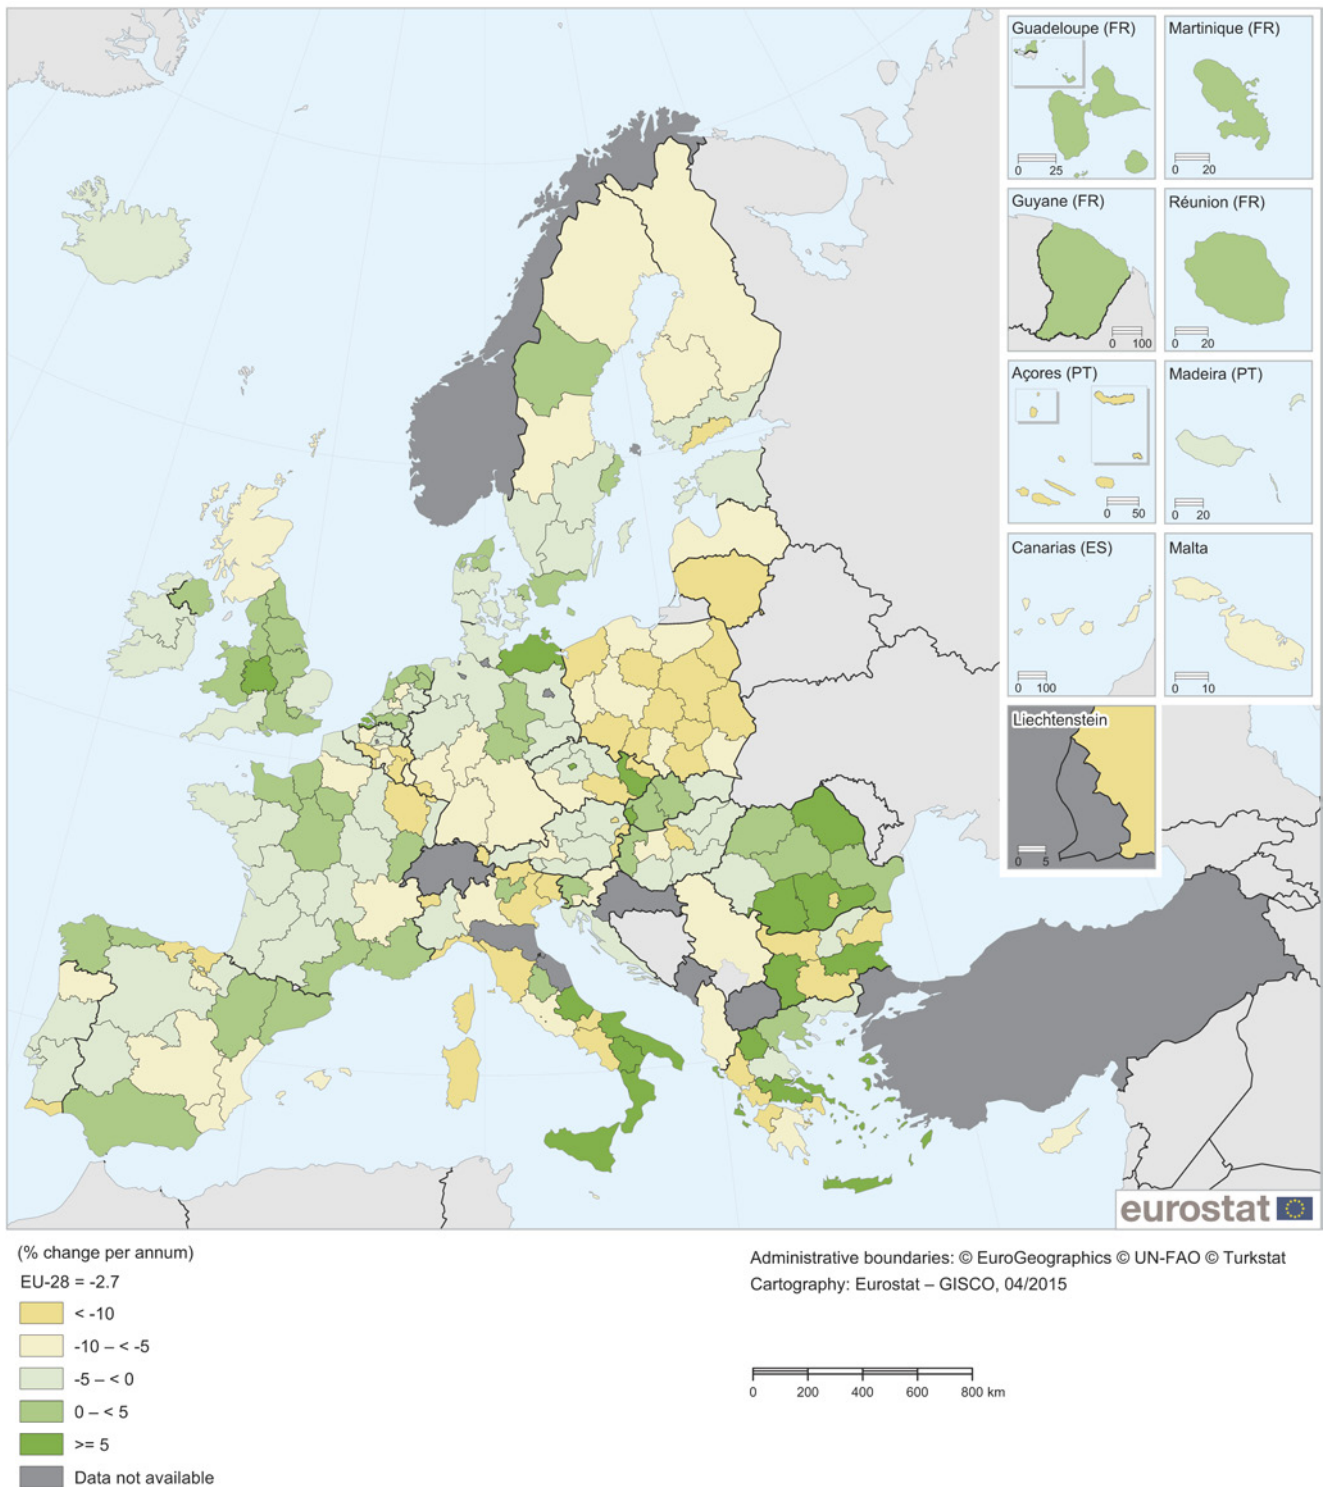 Guadeloupe (FR)
0 25
Martinique (FR)
0 20
Guyane (FR)
0 100
Réunion (FR)
0 20
Açores (PT)
0 50
Madeira (PT)
0 20
Canarias (ES)
0 100
Malta
0 10
Liechtenstein
0 5
eurostat
(% change per annum)
EU-28 = -2.7
< -10
-10 – < -5
-5 – < 0
0 – < 5
>= 5
Data not available
Administrative boundaries: © EuroGeographics © UN-FAO © Turkstat
Cartography: Eurostat – GISCO, 04/2015
0 200 400 600 800 km